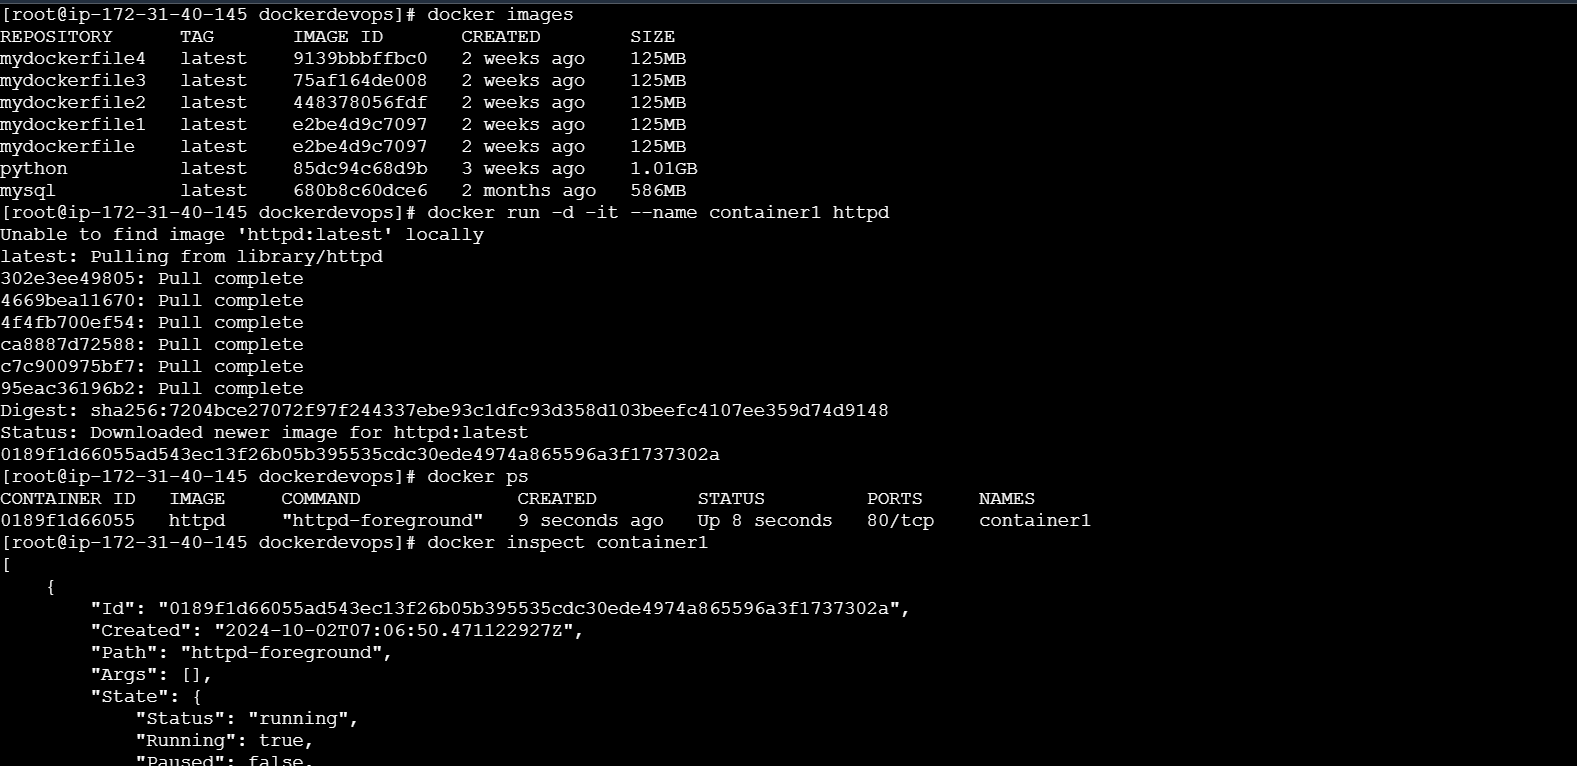 [root@ip-172-31-40-145 dockerdevops]# docker images
REPOSITORY      TAG       IMAGE ID       CREATED        SIZE
mydockerfile4   latest    9139bbbffbc0   2 weeks ago    125MB
mydockerfile3   latest    75af164de008   2 weeks ago    125MB
mydockerfile2   latest    448378056fdf   2 weeks ago    125MB
mydockerfile1   latest    e2be4d9c7097   2 weeks ago    125MB
mydockerfile    latest    e2be4d9c7097   2 weeks ago    125MB
python          latest    85dc94c68d9b   3 weeks ago    1.01GB
mysql           latest    680b8c60dce6   2 months ago   586MB
[root@ip-172-31-40-145 dockerdevops]# docker run -d -it --name container1 httpd
Unable to find image 'httpd:latest' locally
latest: Pulling from library/httpd
302e3ee49805: Pull complete
4669bea11670: Pull complete
4f4fb700ef54: Pull complete
ca8887d72588: Pull complete
c7c900975bf7: Pull complete
95eac36196b2: Pull complete
Digest: sha256:7204bce27072f97f244337ebe93c1dfc93d358d103beefc4107ee359d74d9148
Status: Downloaded newer image for httpd:latest
0189f1d66055ad543ec13f26b05b395535cdc30ede4974a865596a3f1737302a
[root@ip-172-31-40-145 dockerdevops]# docker ps
CONTAINER ID   IMAGE     COMMAND              CREATED         STATUS         PORTS     NAMES
0189f1d66055   httpd     "httpd-foreground"   9 seconds ago   Up 8 seconds   80/tcp    container1
[root@ip-172-31-40-145 dockerdevops]# docker inspect container1
[
    {
        "Id": "0189f1d66055ad543ec13f26b05b395535cdc30ede4974a865596a3f1737302a",
        "Created": "2024-10-02T07:06:50.471122927Z",
        "Path": "httpd-foreground",
        "Args": [],
        "State": {
            "Status": "running",
            "Running": true,
            "Paused": false,